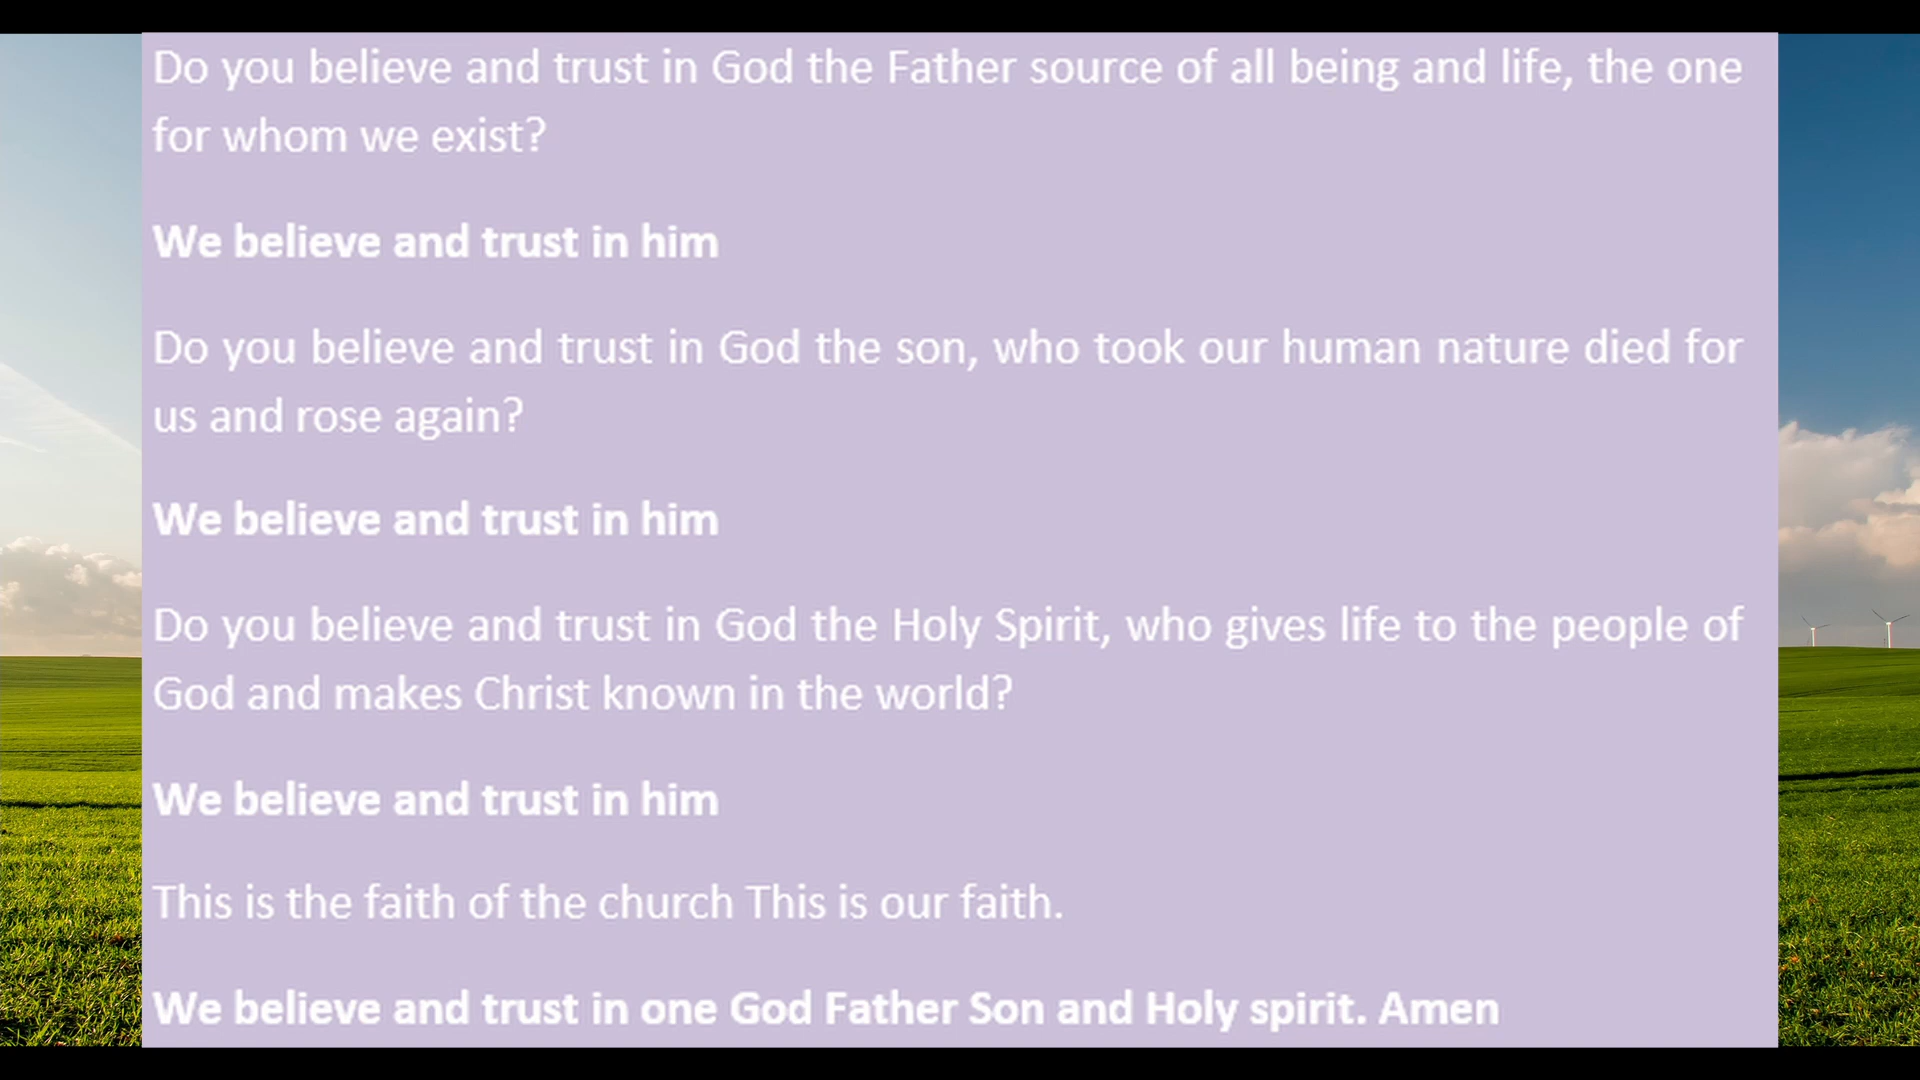 Do you believe and trust in God the Father source of all being and life, the one
for whom we exist?
We believe and trust in him
Do you believe and trust in God the son, who took our human nature died for
us and rose again?
We believe and trust in him
Do you believe and trust in God the Holy Spirit, who gives life to the people of
God and makes Christ known in the world?
We believe and trust in him
This is the faith of the church This is our faith.
We believe and trust in one God Father Son and Holy spirit. Amen